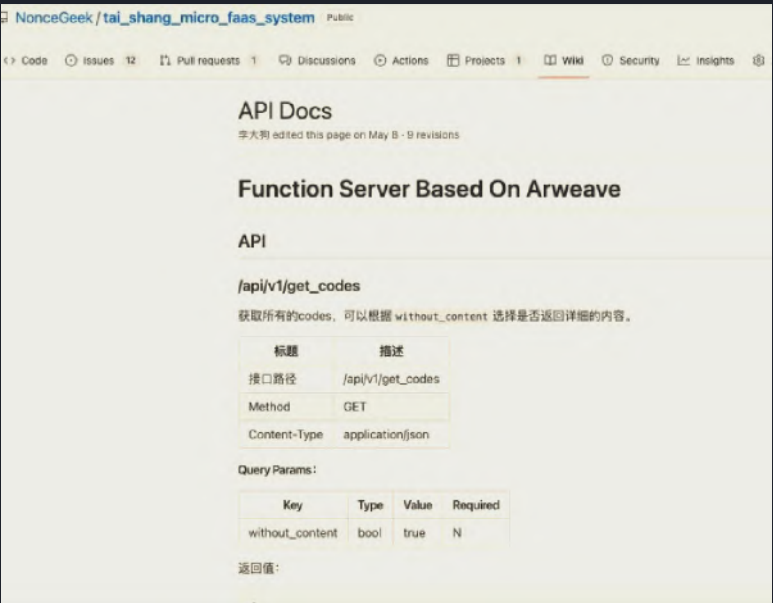 NonceGeek / tai_shang_micro_faas_system Public
<> Code Issues 12 Pull requests 1 Discussions Actions Projects 1 Wiki Security Insights
API Docs
李大狗 edited this page on May 8 · 9 revisions
Function Server Based On Arweave
API
/api/v1/get_codes
获取所有的codes，可以根据 without_content 选择是否返回详细的内容。
标题 描述
接口路径 /api/v1/get_codes
Method GET
Content-Type application/json
Query Params：
Key Type Value Required
without_content bool true N
返回值：